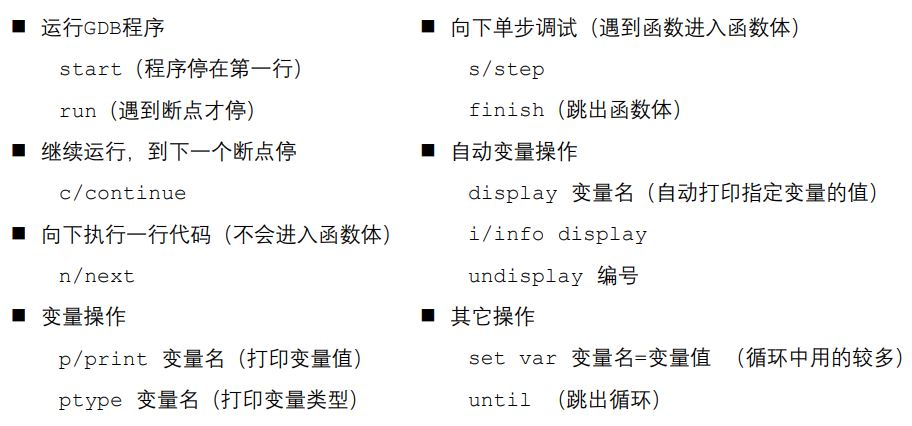 ■ 运行GDB程序
start（程序停在第一行）
run（遇到断点才停）
■ 继续运行，到下一个断点停
c/continue
■ 向下执行一行代码（不会进入函数体）
n/next
■ 变量操作
p/print 变量名（打印变量值）
ptype 变量名（打印变量类型）
■ 向下单步调试（遇到函数进入函数体）
s/step
finish（跳出函数体）
■ 自动变量操作
display 变量名（自动打印指定变量的值）
i/info display
undisplay 编号
■ 其它操作
set var 变量名=变量值 （循环中用的较多）
until （跳出循环）